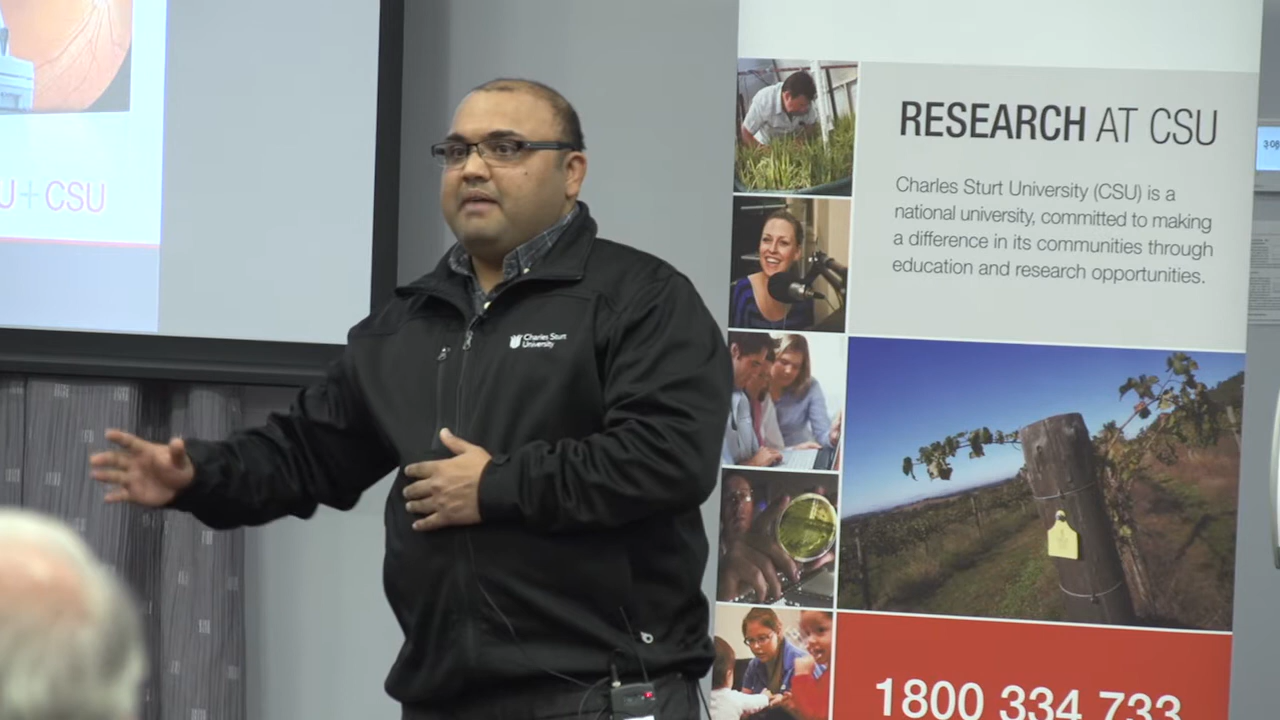 U+CSU
Charles Sturt
University
RESEARCH AT CSU
Charles Sturt University (CSU) is a
national university, committed to making
a difference in its communities through
education and research opportunities.
1800 334 733